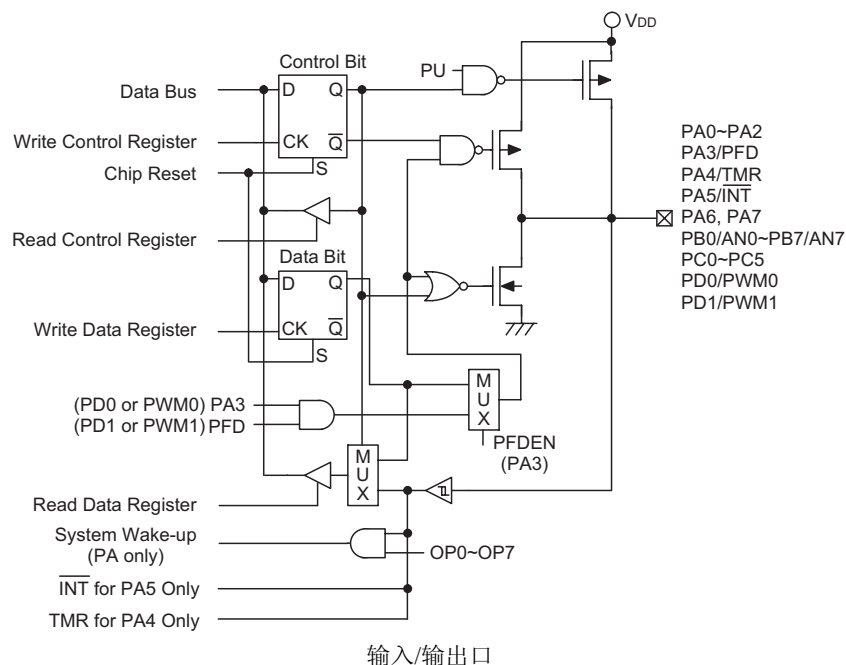 VDD
Control Bit
PU
Data Bus
D
Q
Write Control Register
CK
Q̅
Chip Reset
S
Read Control Register
Data Bit
D
Q
Write Data Register
CK
Q̅
S
PA0~PA2
PA3/PFD
PA4/TMR
PA5/I̅N̅T̅
PA6, PA7
PB0/AN0~PB7/AN7
PC0~PC5
PD0/PWM0
PD1/PWM1
MUX
(PD0 or PWM0) PA3
(PD1 or PWM1) PFD
PFDEN
(PA3)
MUX
Read Data Register
System Wake-up
(PA only)
OP0~OP7
I̅N̅T̅ for PA5 Only
TMR for PA4 Only
输入/输出口